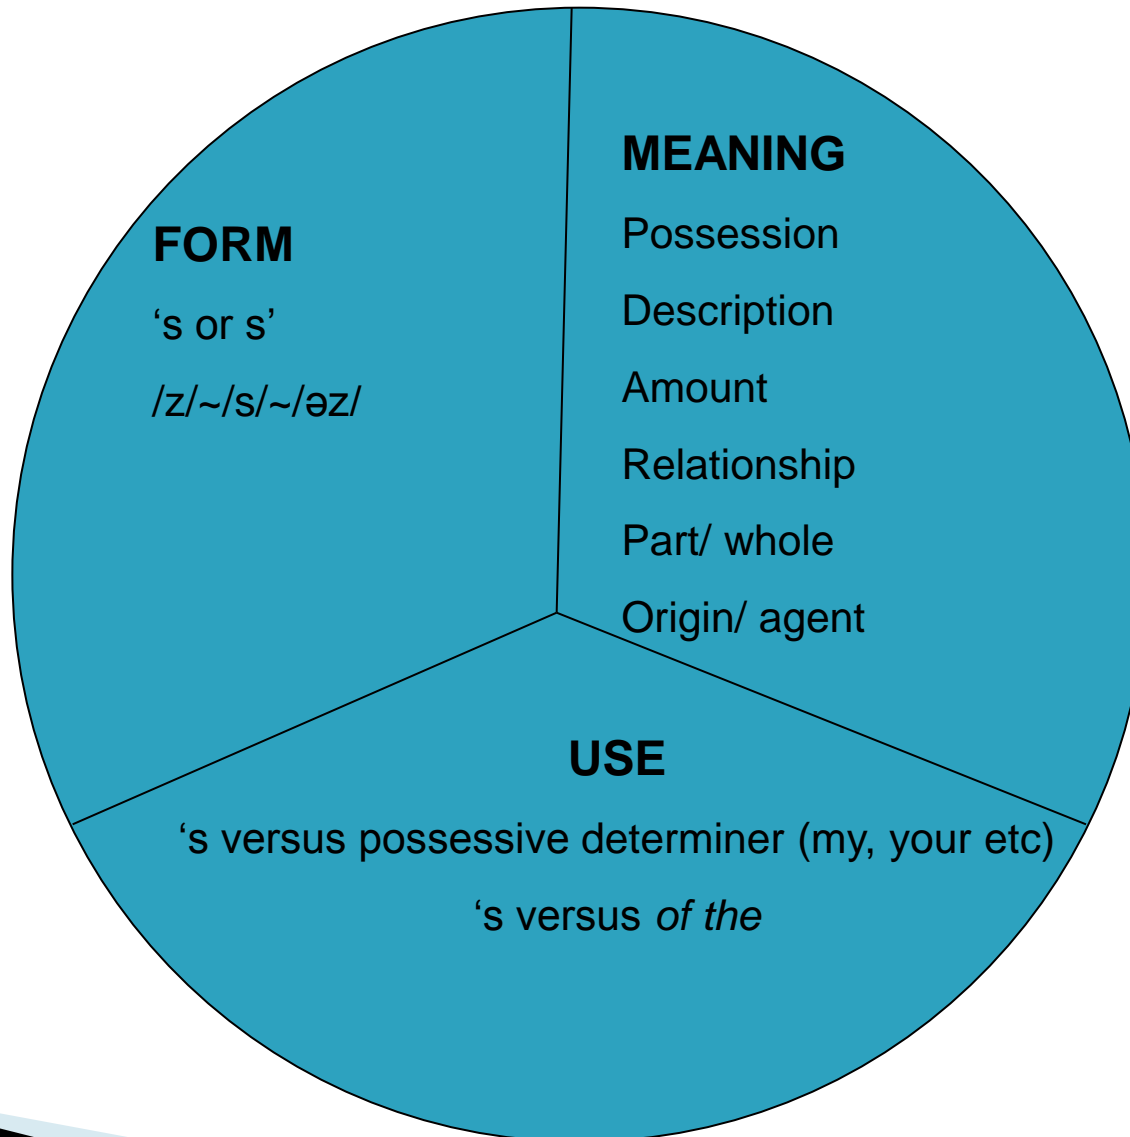 FORM
‘s or s’
/z/~/s/~/əz/
MEANING
Possession
Description
Amount
Relationship
Part/ whole
Origin/ agent
USE
‘s versus possessive determiner (my, your etc)
‘s versus of the